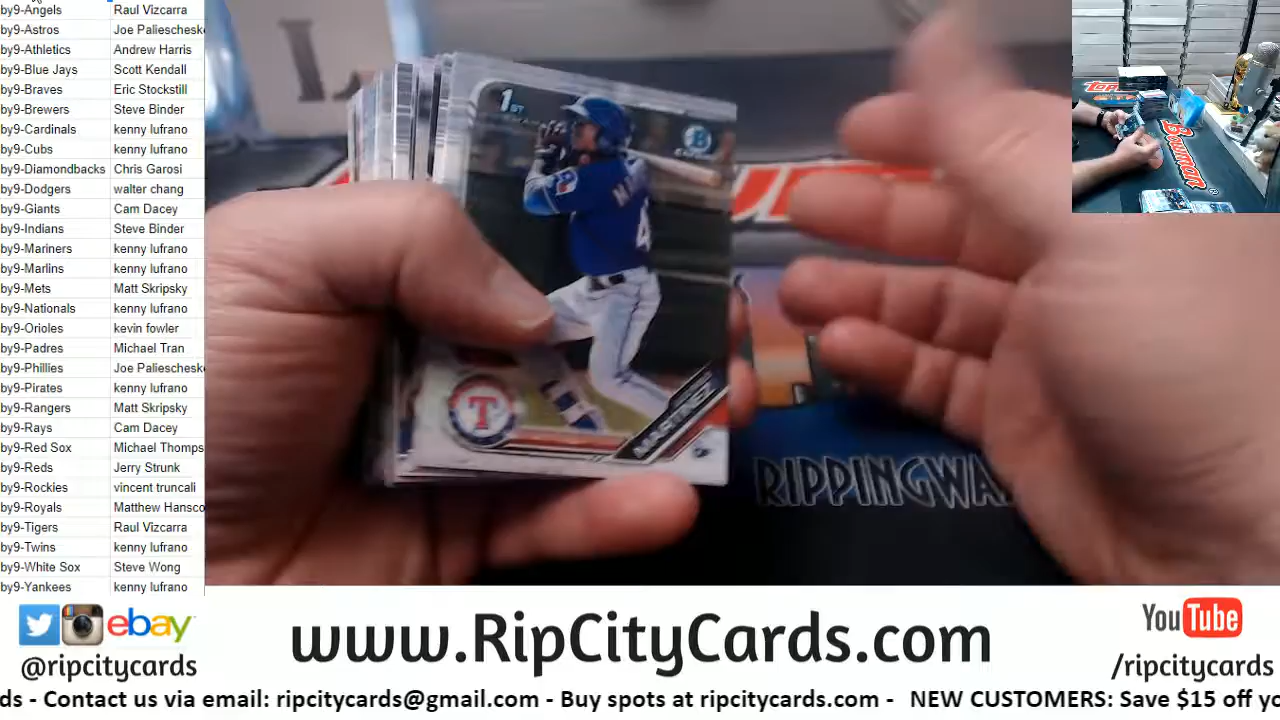 by9-Angels Raul Vizcarra
by9-Astros Joe Paliescheske
by9-Athletics Andrew Harris
by9-Blue Jays Scott Kendall
by9-Braves Eric Stockstill
by9-Brewers Steve Binder
by9-Cardinals kenny lufrano
by9-Cubs kenny lufrano
by9-Diamondbacks Chris Garosi
by9-Dodgers walter chang
by9-Giants Cam Dacey
by9-Indians Steve Binder
by9-Mariners kenny lufrano
by9-Marlins kenny lufrano
by9-Mets Matt Skripsky
by9-Nationals kenny lufrano
by9-Orioles kevin fowler
by9-Padres Michael Tran
by9-Phillies Joe Paliescheske
by9-Pirates kenny lufrano
by9-Rangers Matt Skripsky
by9-Rays Cam Dacey
by9-Red Sox Michael Thomps
by9-Reds Jerry Strunk
by9-Rockies vincent truncali
by9-Royals Matthew Hansco
by9-Tigers Raul Vizcarra
by9-Twins kenny lufrano
by9-White Sox Steve Wong
by9-Yankees kenny lufrano
1ST
B
4
T
MARTINEZ
RIPPINGWA
topps
Bowman
ebay
@ripcitycards
www.RipCityCards.com
YouTube
/ripcitycards
ds - Contact us via email: ripcitycards@gmail.com - Buy spots at ripcitycards.com - NEW CUSTOMERS: Save $15 off yo